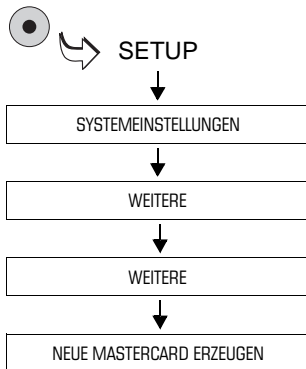 SETUP
SYSTEMEINSTELLUNGEN
WEITERE
WEITERE
NEUE MASTERCARD ERZEUGEN